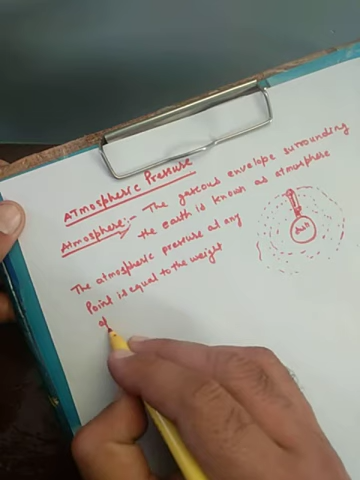 Atmospheric Pressure
Atmosphere:- The gaseous envelope surrounding
the earth is known as atmosphere
The atmospheric pressure at any
Point is equal to the weight
of